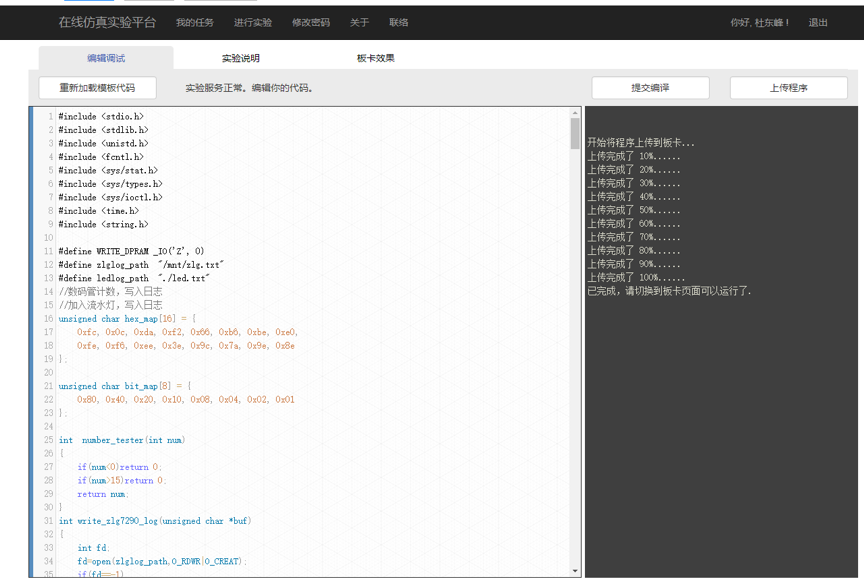 在线仿真实验平台 我的任务 进行实验 修改密码 关于 联络 你好, 杜东峰！ 退出
编辑调试 实验说明 板卡效果
重新加载模板代码 实验服务正常。编辑你的代码。 提交编译 上传程序
1 #include <stdio.h>
2 #include <stdlib.h>
3 #include <unistd.h>
4 #include <fcntl.h>
5 #include <sys/stat.h>
6 #include <sys/types.h>
7 #include <sys/ioctl.h>
8 #include <time.h>
9 #include <string.h>
10
11 #define WRITE_DPRAM _IO('Z', 0)
12 #define zlglog_path  "/mnt/zlg.txt"
13 #define ledlog_path  "./led.txt"
14 //数码管计数，写入日志
15 //加入流水灯，写入日志
16 unsigned char hex_map[16] = {
17 0xfc, 0x0c, 0xda, 0xf2, 0x66, 0xb6, 0xbe, 0xe0,
18 0xfe, 0xf6, 0xee, 0x3e, 0x9c, 0x7a, 0x9e, 0x8e
19 };
20
21 unsigned char bit_map[8] = {
22 0x80, 0x40, 0x20, 0x10, 0x08, 0x04, 0x02, 0x01
23 };
24
25 int  number_tester(int num)
26 {
27 if(num<0)return 0;
28 if(num>15)return 0;
29 return num;
30 }
31 int write_zlg7290_log(unsigned char *buf)
32 {
33 int fd;
34 fd=open(zlglog_path,O_RDWR|O_CREAT);
35 if(fd==-1)
开始将程序上传到板卡...
上传完成了 10%......
上传完成了 20%......
上传完成了 30%......
上传完成了 40%......
上传完成了 50%......
上传完成了 60%......
上传完成了 70%......
上传完成了 80%......
上传完成了 90%......
上传完成了 100%......
已完成，请切换到板卡页面可以运行了.